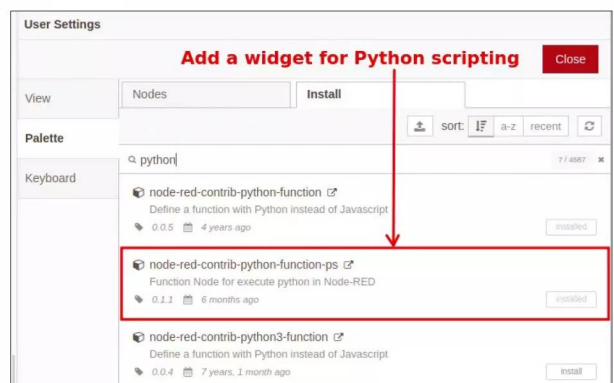 User Settings
Add a widget for Python scripting
Close
View
Nodes
Install
Palette
sort:
a-z
recent
python
7 / 4687
Keyboard
node-red-contrib-python-function
Define a function with Python instead of Javascript
0.0.5
4 years ago
installed
node-red-contrib-python-function-ps
Function Node for execute python in Node-RED
0.1.1
6 months ago
installed
node-red-contrib-python3-function
Define a function with Python instead of Javascript
0.0.4
7 years, 1 month ago
install